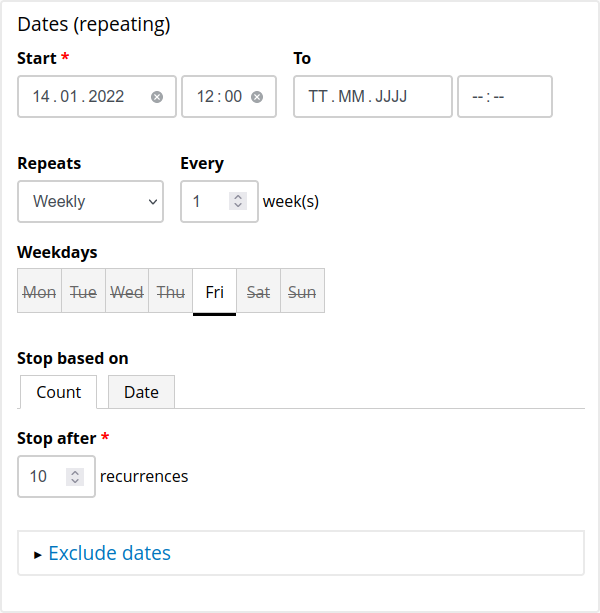 Dates (repeating)
Start * To
14.01.2022 12:00 TT.MM.JJJJ --:--
Repeats Every
Weekly 1 week(s)
Weekdays
Mon Tue Wed Thu Fri Sat Sun
Stop based on
Count Date
Stop after *
10 recurrences
Exclude dates